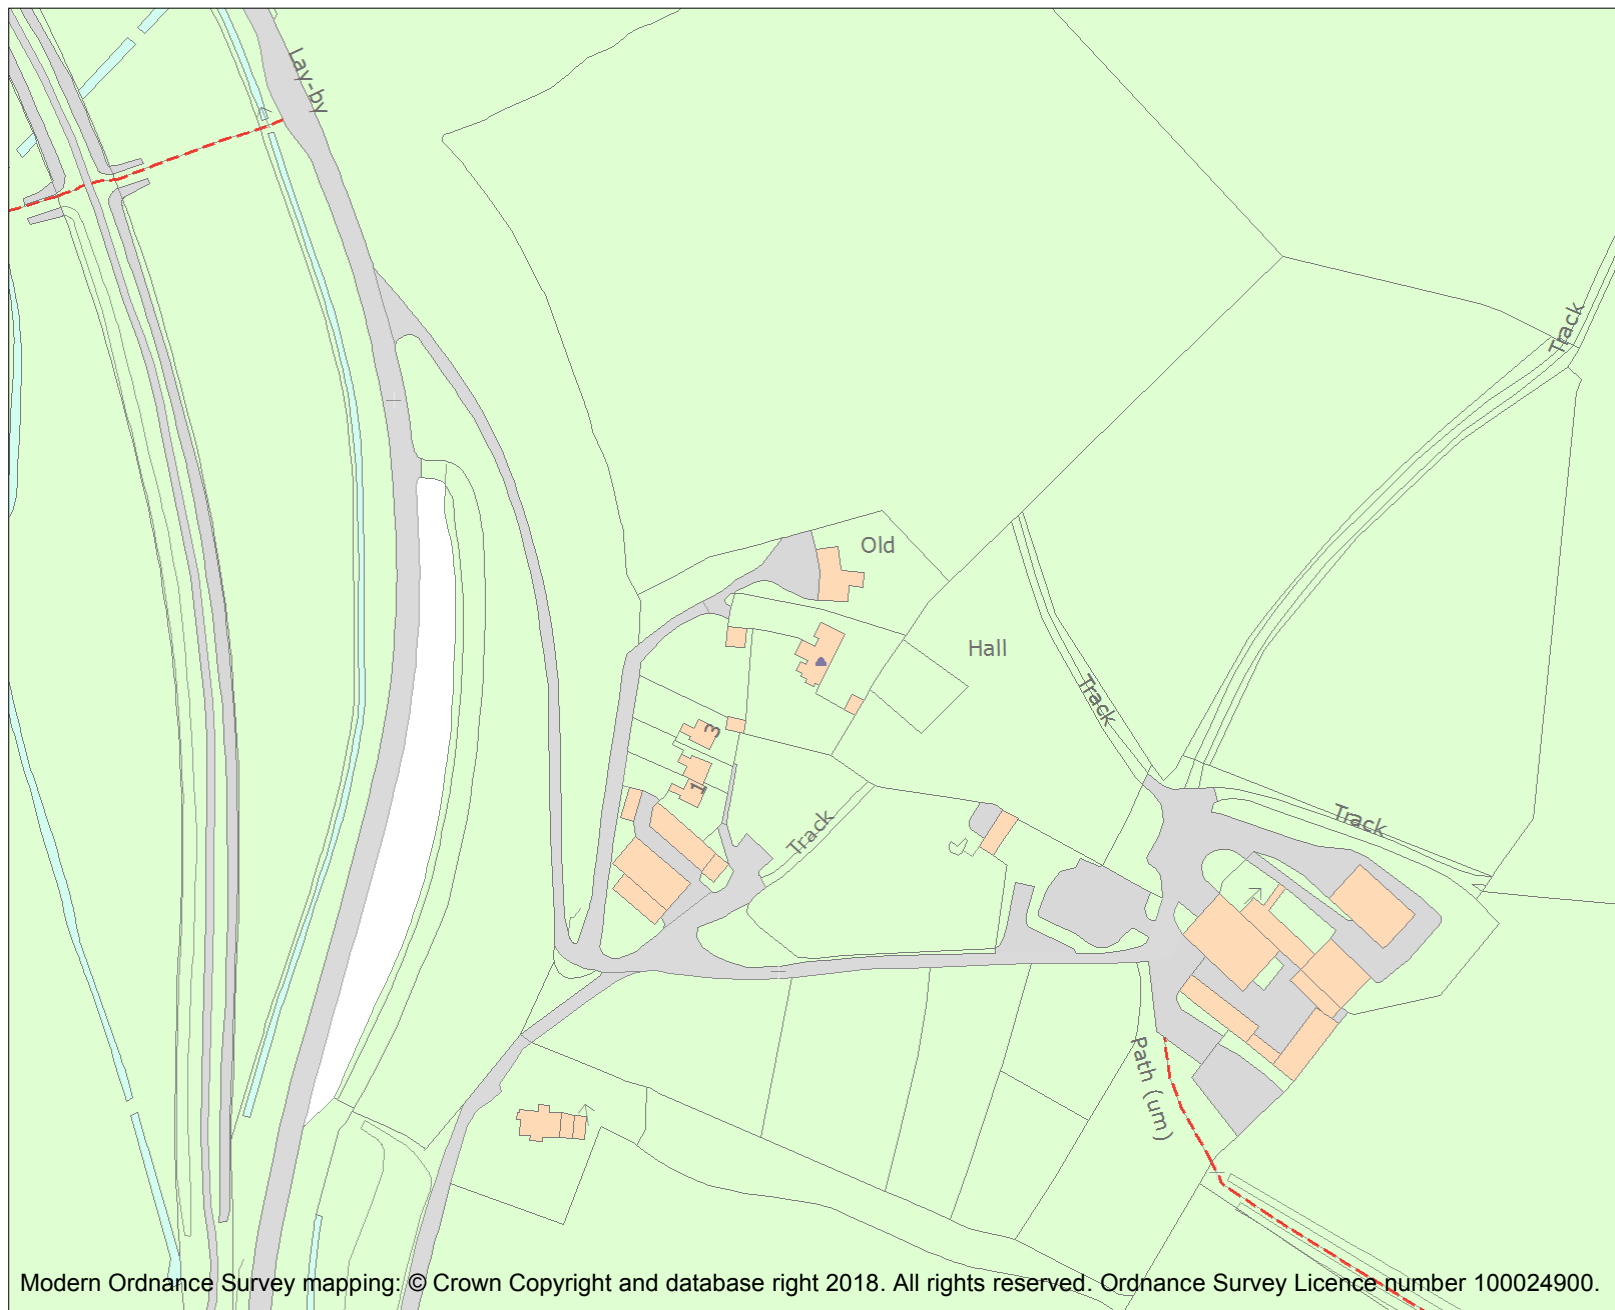 Lay-by
Track
Old
Hall
Track
3
1
Track
Track
Path (um)
Modern Ordnance Survey mapping: © Crown Copyright and database right 2018. All rights reserved. Ordnance Survey Licence number 100024900.